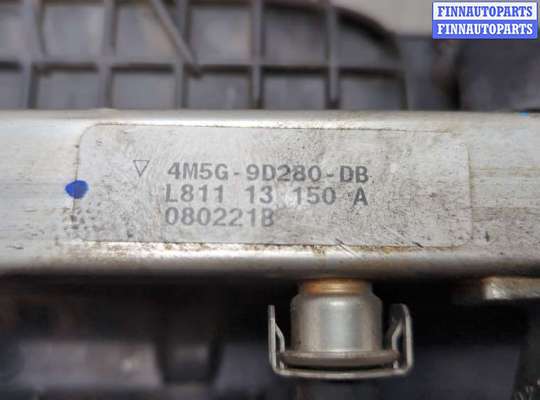 FINNAUTOPARTS
FINNAUTOPARTS
4M5G-9D280-DB
L811 13 150 A
0802218